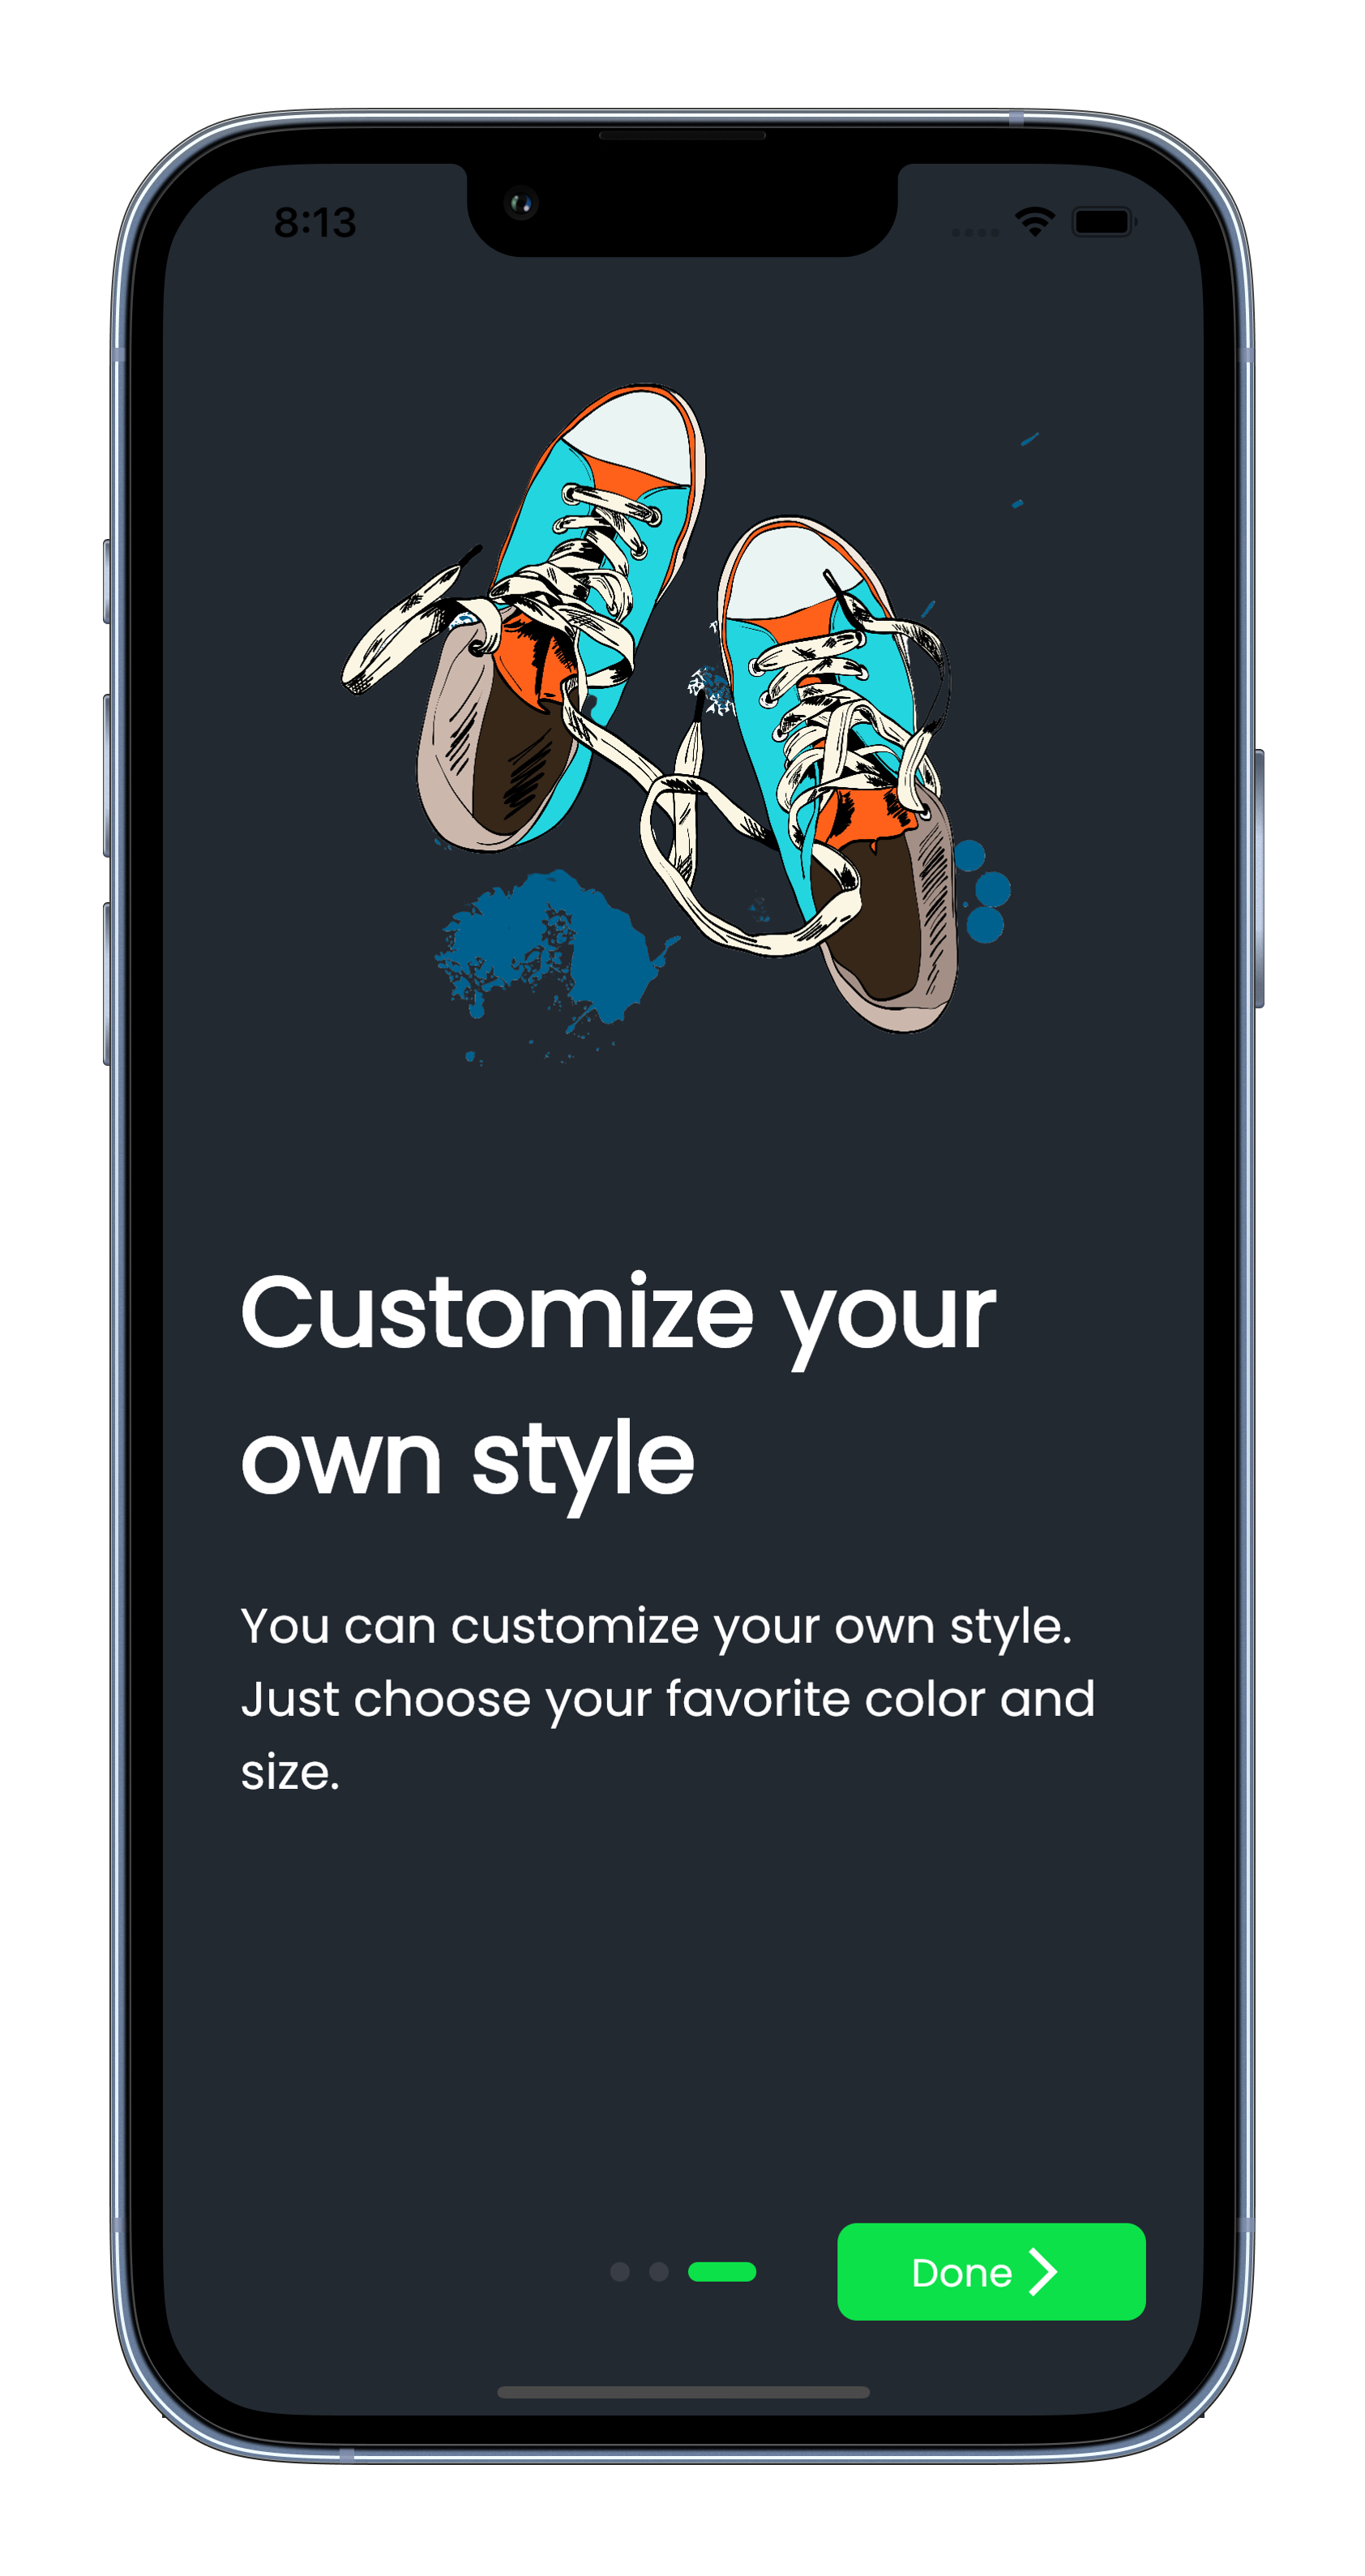 8:13
Customize your
own style
You can customize your own style.
Just choose your favorite color and
size.
Done